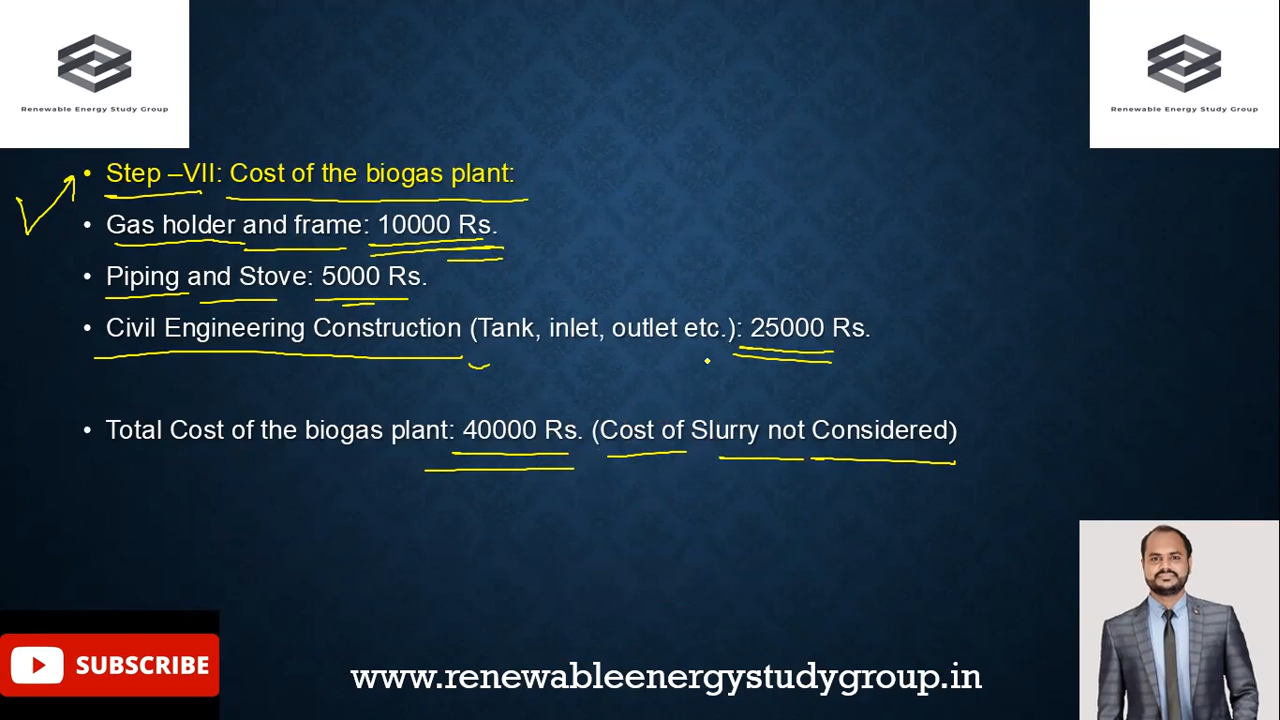 Renewable Energy Study Group
Renewable Energy Study Group
• Step –VII: Cost of the biogas plant:
• Gas holder and frame: 10000 Rs.
• Piping and Stove: 5000 Rs.
• Civil Engineering Construction (Tank, inlet, outlet etc.): 25000 Rs.
• Total Cost of the biogas plant: 40000 Rs. (Cost of Slurry not Considered)
SUBSCRIBE
www.renewableenergystudygroup.in